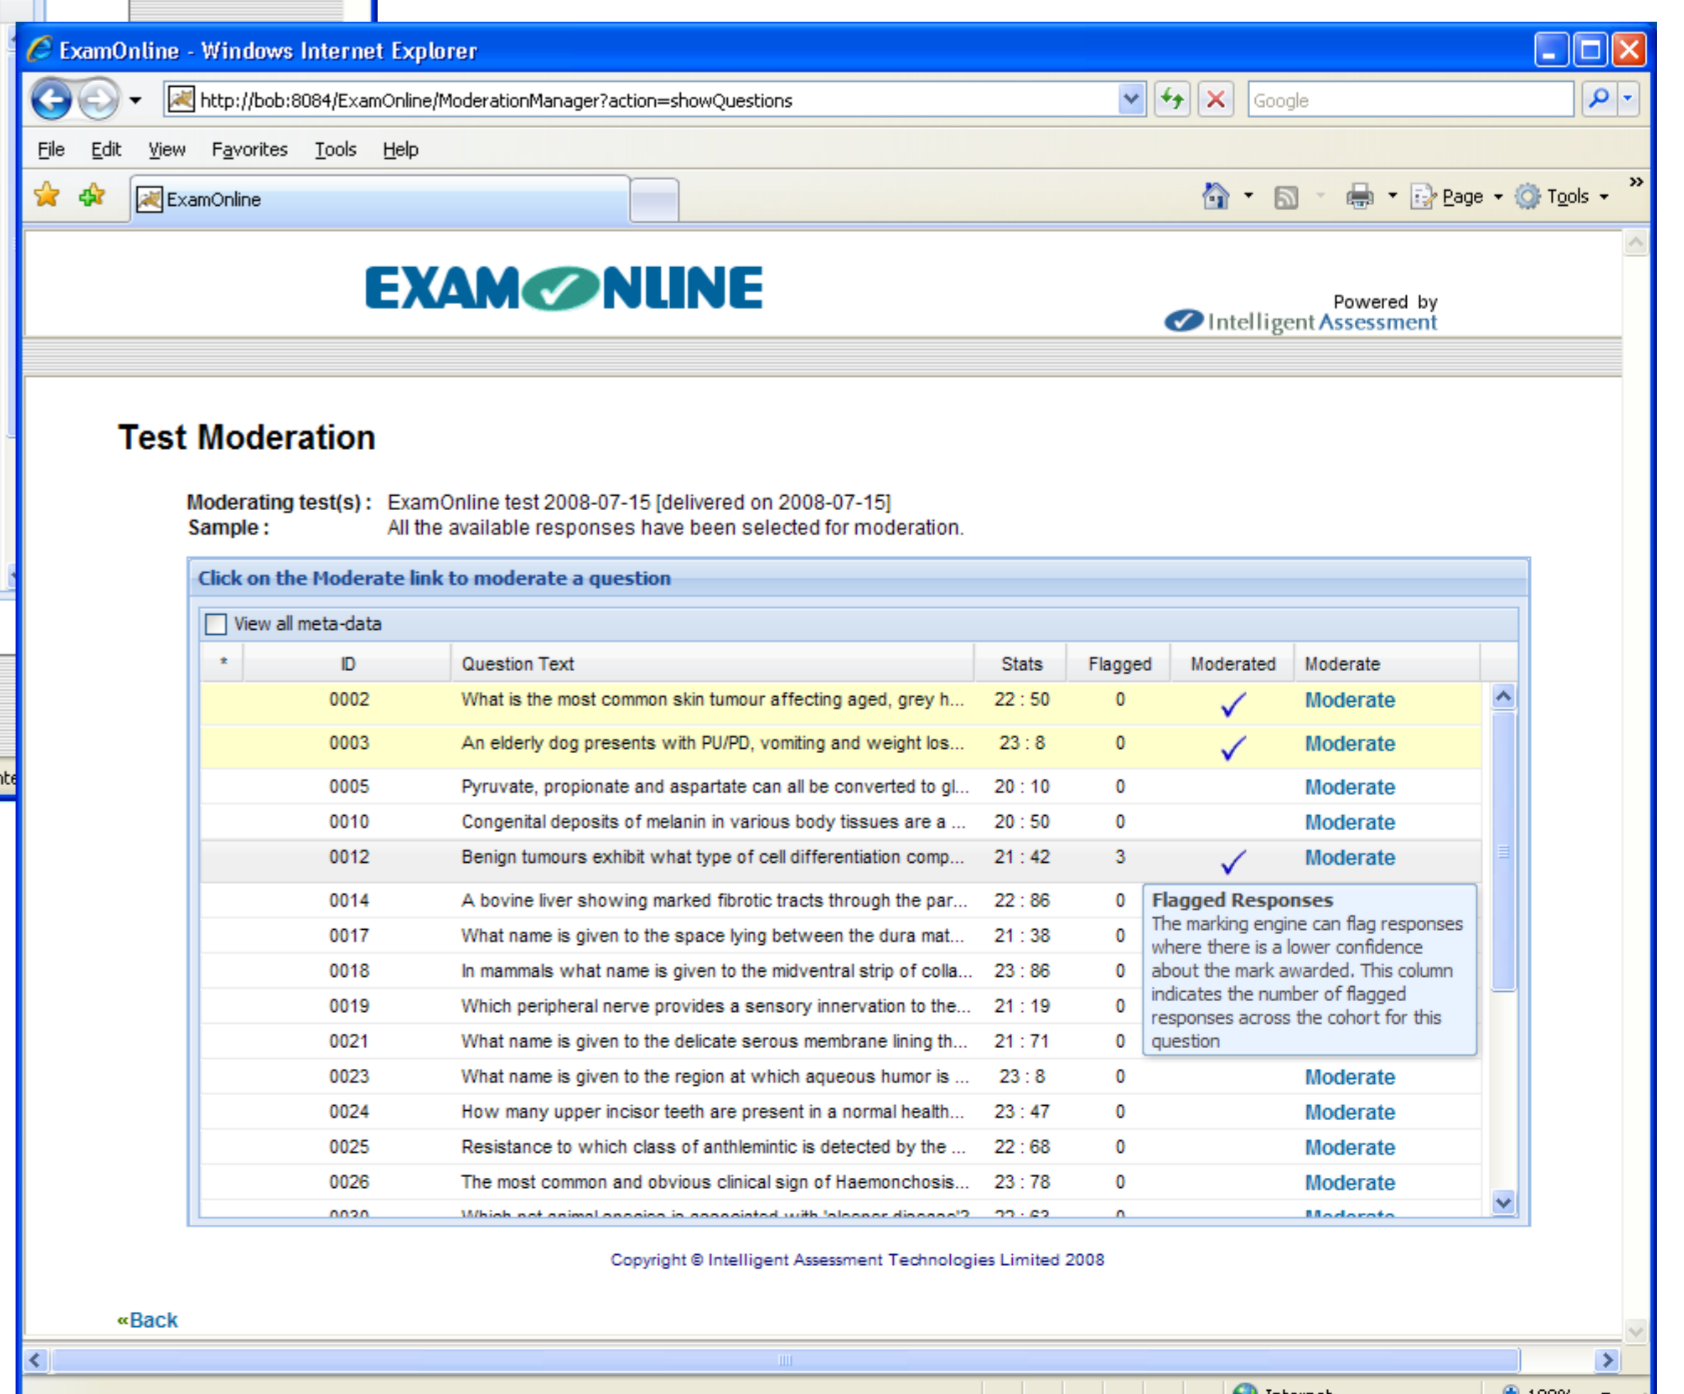 ExamOnline - Windows Internet Explorer
http://bob:8084/ExamOnline/ModerationManager?action=showQuestions
Google
File Edit View Favorites Tools Help
ExamOnline
Page Tools »
EXAMONLINE
Powered by
Intelligent Assessment
Test Moderation
Moderating test(s) : ExamOnline test 2008-07-15 [delivered on 2008-07-15]
Sample : All the available responses have been selected for moderation.
Click on the Moderate link to moderate a question
View all meta-data
* ID Question Text Stats Flagged Moderated Moderate
0002 What is the most common skin tumour affecting aged, grey h... 22 : 50 0 ✓ Moderate
0003 An elderly dog presents with PU/PD, vomiting and weight los... 23 : 8 0 ✓ Moderate
0005 Pyruvate, propionate and aspartate can all be converted to gl... 20 : 10 0 Moderate
0010 Congenital deposits of melanin in various body tissues are a ... 20 : 50 0 Moderate
0012 Benign tumours exhibit what type of cell differentiation comp... 21 : 42 3 ✓ Moderate
0014 A bovine liver showing marked fibrotic tracts through the par... 22 : 86 0
0017 What name is given to the space lying between the dura mat... 21 : 38 0
0018 In mammals what name is given to the midventral strip of colla... 23 : 86 0
0019 Which peripheral nerve provides a sensory innervation to the... 21 : 19 0
0021 What name is given to the delicate serous membrane lining th... 21 : 71 0
Flagged Responses
The marking engine can flag responses
where there is a lower confidence
about the mark awarded. This column
indicates the number of flagged
responses across the cohort for this
question
0023 What name is given to the region at which aqueous humor is ... 23 : 8 0 Moderate
0024 How many upper incisor teeth are present in a normal health... 23 : 47 0 Moderate
0025 Resistance to which class of anthlemintic is detected by the ... 22 : 68 0 Moderate
0026 The most common and obvious clinical sign of Haemonchosis... 23 : 78 0 Moderate
0030 Which pet animal species is associated with 'sleeper disease'? 22 : 63 0 Moderate
Copyright © Intelligent Assessment Technologies Limited 2008
«Back
Internet 100%